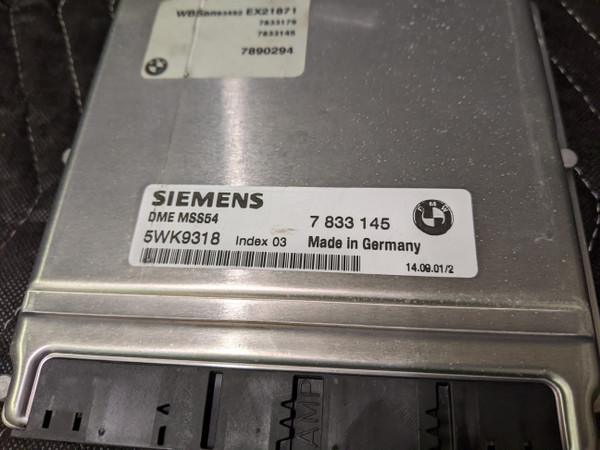 EX21871
7833179
7833145
7890294
SIEMENS
DME MSS54 7 833 145
BMW
5WK9318 Index 03 Made in Germany
14.09.01/2
AMP